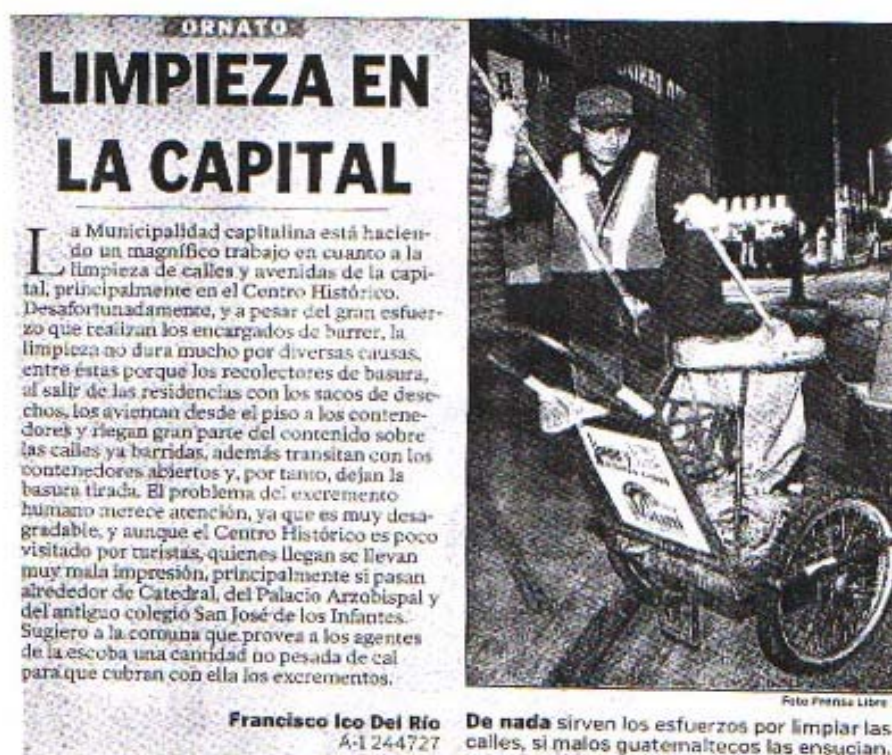 ORNATO
LIMPIEZA EN
LA CAPITAL
La Municipalidad capitalina está hacien-
do un magnífico trabajo en cuanto a la
limpieza de calles y avenidas de la capi-
tal, principalmente en el Centro Histórico.
Desafortunadamente, y a pesar del gran esfuer-
zo que realizan los encargados de barrer, la
limpieza no dura mucho por diversas causas,
entre éstas porque los recolectores de basura,
al salir de las residencias con los sacos de dese-
chos, los avientan desde el piso a los contene-
dores y riegan gran parte del contenido sobre
las calles ya barridas, además transitan con los
contenedores abiertos y, por tanto, dejan la
basura tirada. El problema del excremento
humano merece atención, ya que es muy desa-
gradable, y aunque el Centro Histórico es poco
visitado por turistas, quienes llegan se llevan
muy mala impresión, principalmente si pasan
alrededor de Catedral, del Palacio Arzobispal y
del antiguo colegio San José de los Infantes.
Sugiero a la comuna que provea a los agentes
de la escoba una cantidad no pesada de cal
para que cubran con ella los excrementos.
Francisco Ico Del Río
A-1 244727
Foto Prensa Libre
De nada sirven los esfuerzos por limpiar las
calles, si malos guatemaltecos las ensucian.